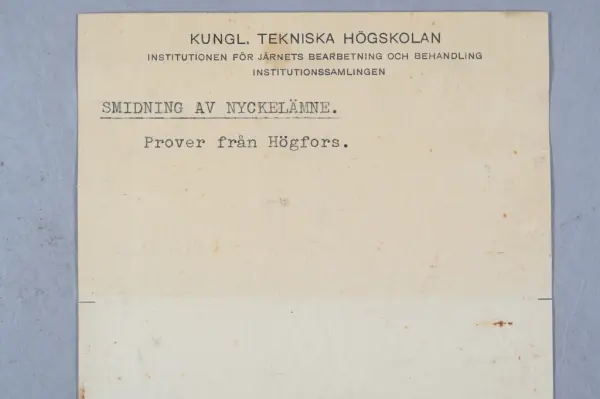 KUNGL. TEKNISKA HÖGSKOLAN
INSTITUTIONEN FÖR JÄRNETS BEARBETNING OCH BEHANDLING
INSTITUTIONSSAMLINGEN
SMIDNING AV NYCKELÄMNE.
Prover från Högfors.